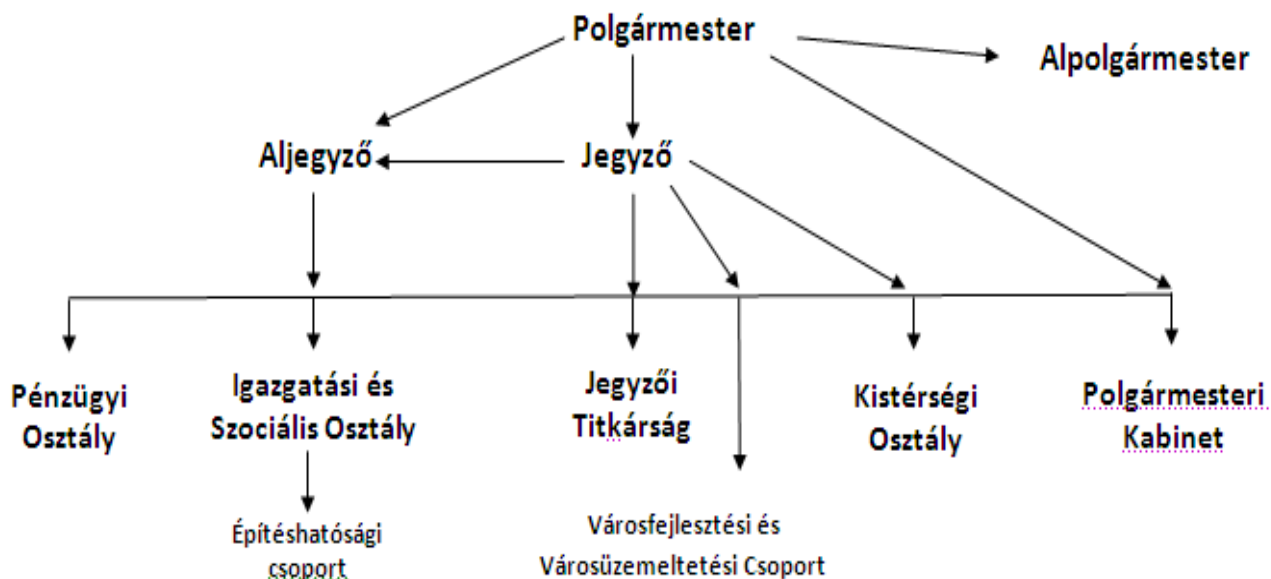 Polgármester
Alpolgármester
Aljegyző
Jegyző
Pénzügyi
Osztály
Igazgatási és
Szociális Osztály
Jegyzői
Titkárság
Kistérségi
Osztály
Polgármesteri
Kabinet
Építéshatósági
csoport
Városfejlesztési és
Városüzemeltetési Csoport